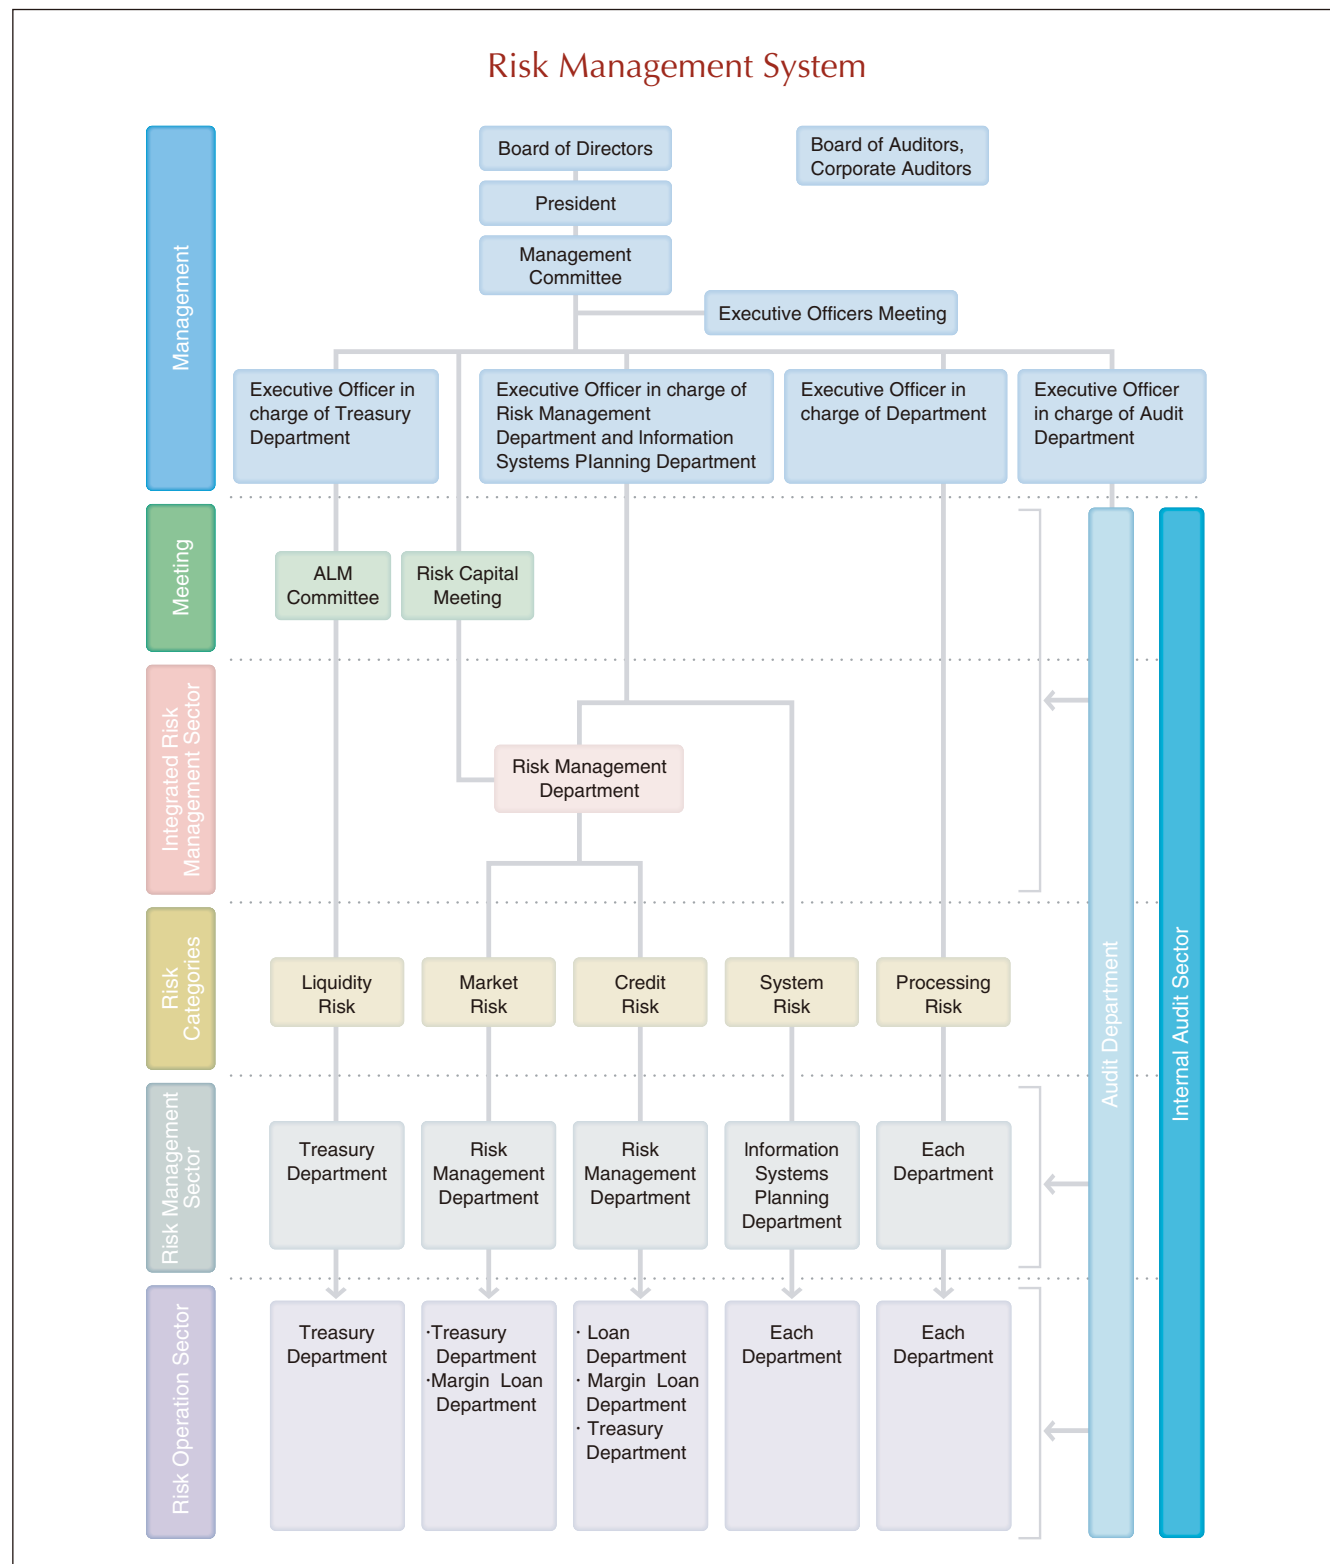 Risk Management System
Management
Board of Directors
Board of Auditors,
Corporate Auditors
President
Management
Committee
Executive Officers Meeting
Executive Officer in
charge of Treasury
Department
Executive Officer in charge of
Risk Management
Department and Information
Systems Planning Department
Executive Officer in
charge of Department
Executive Officer
in charge of Audit
Department
Meeting
ALM
Committee
Risk Capital
Meeting
Integrated Risk
Management Sector
Risk Management
Department
Audit Department
Internal Audit Sector
Risk
Categories
Liquidity
Risk
Market
Risk
Credit
Risk
System
Risk
Processing
Risk
Risk Management
Sector
Treasury
Department
Risk
Management
Department
Risk
Management
Department
Information
Systems
Planning
Department
Each
Department
Risk Operation Sector
Treasury
Department
·Treasury
Department
·Margin Loan
Department
· Loan
Department
· Margin Loan
Department
· Treasury
Department
Each
Department
Each
Department